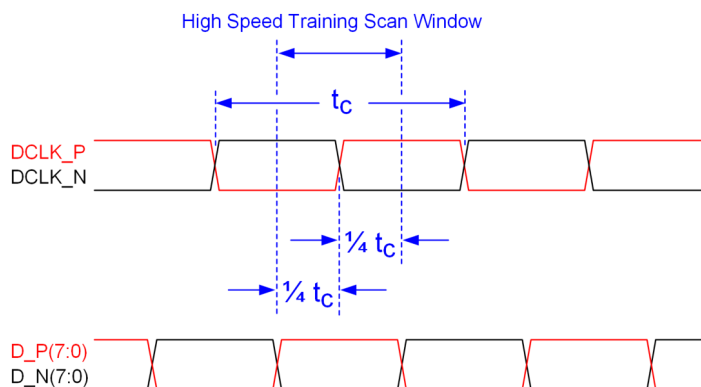 High Speed Training Scan Window
tC
DCLK_P
DCLK_N
¼ tC
¼ tC
D_P(7:0)
D_N(7:0)